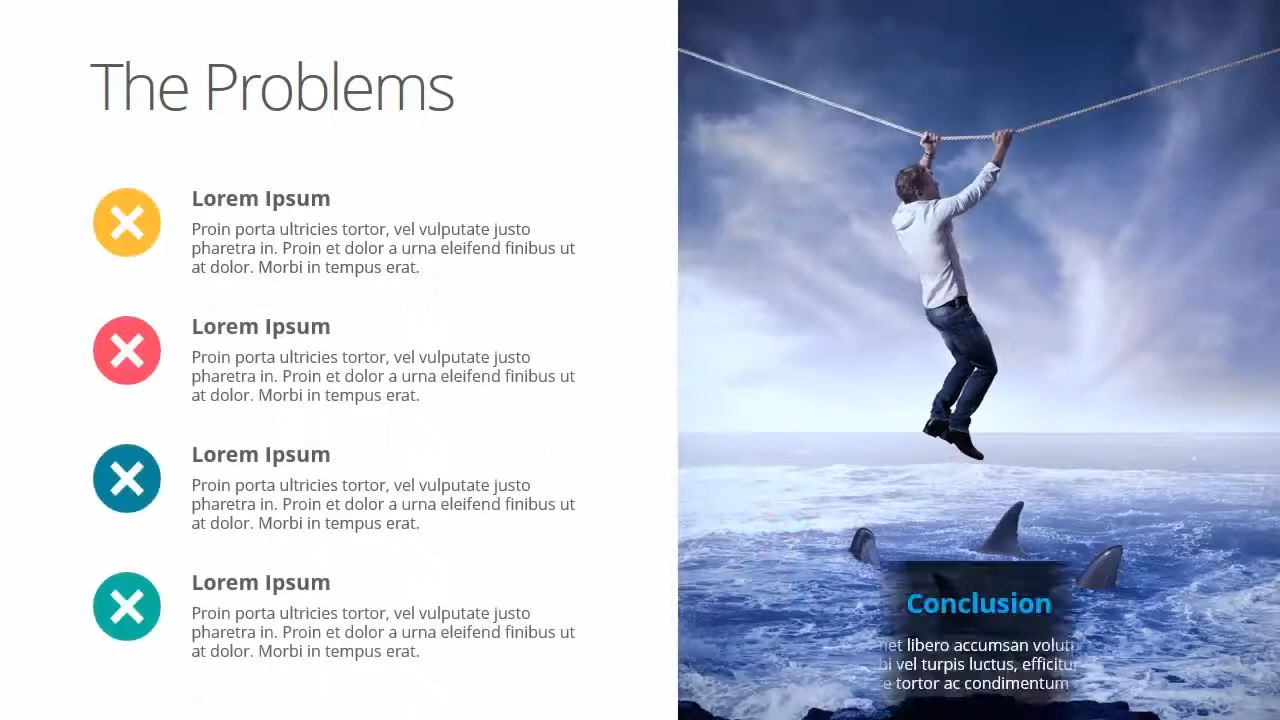 The Problems
Lorem Ipsum
Proin porta ultricies tortor, vel vulputate justo
pharetra in. Proin et dolor a urna eleifend finibus ut
at dolor. Morbi in tempus erat.
Lorem Ipsum
Proin porta ultricies tortor, vel vulputate justo
pharetra in. Proin et dolor a urna eleifend finibus ut
at dolor. Morbi in tempus erat.
Lorem Ipsum
Proin porta ultricies tortor, vel vulputate justo
pharetra in. Proin et dolor a urna eleifend finibus ut
at dolor. Morbi in tempus erat.
Lorem Ipsum
Proin porta ultricies tortor, vel vulputate justo
pharetra in. Proin et dolor a urna eleifend finibus ut
at dolor. Morbi in tempus erat.
Conclusion
libero accumsan
vel turpis luctus,
tortor ac condimentum